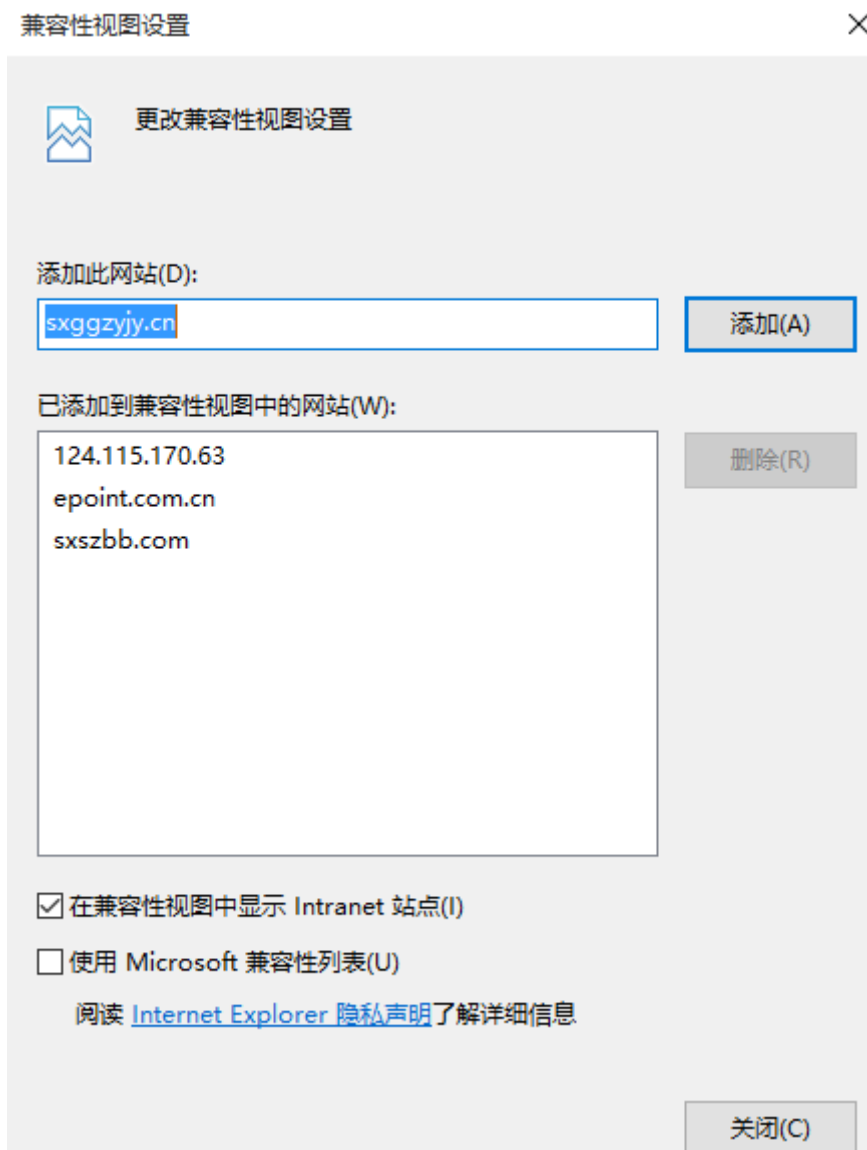 兼容性视图设置
更改兼容性视图设置
添加此网站(D):
sxggzyjy.cn
添加(A)
已添加到兼容性视图中的网站(W):
124.115.170.63
删除(R)
epoint.com.cn
sxszbb.com
在兼容性视图中显示 Intranet 站点(I)
使用 Microsoft 兼容性列表(U)
阅读 Internet Explorer 隐私声明了解详细信息
关闭(C)